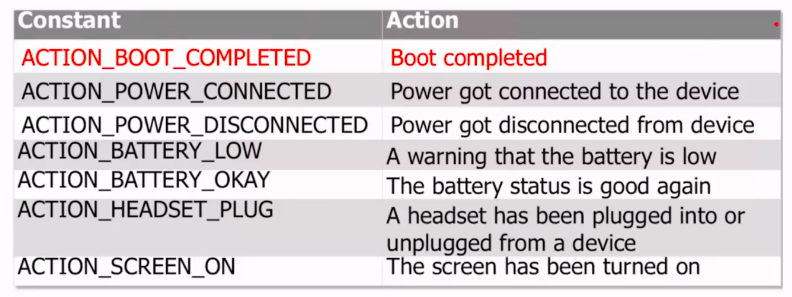 Constant Action
ACTION_BOOT_COMPLETED Boot completed
ACTION_POWER_CONNECTED Power got connected to the device
ACTION_POWER_DISCONNECTED Power got disconnected from device
ACTION_BATTERY_LOW A warning that the battery is low
ACTION_BATTERY_OKAY The battery status is good again
ACTION_HEADSET_PLUG A headset has been plugged into or
unplugged from a device
ACTION_SCREEN_ON The screen has been turned on